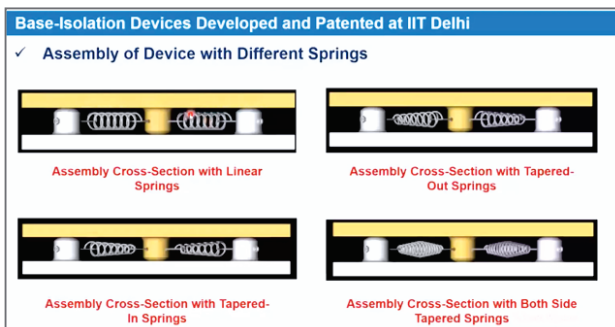 Base-Isolation Devices Developed and Patented at IIT Delhi
✓ Assembly of Device with Different Springs
Assembly Cross-Section with Linear
Springs
Assembly Cross-Section with Tapered-
Out Springs
Assembly Cross-Section with Tapered-
In Springs
Assembly Cross-Section with Both Side
Tapered Springs